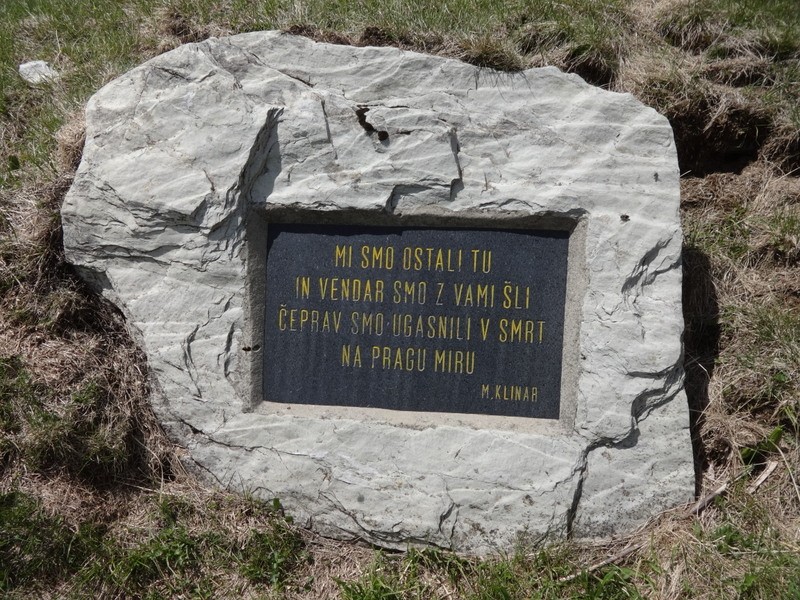 MI SMO OSTALI TU
IN VENDAR SMO Z VAMI ŠLI
ČEPRAV SMO UGASNILI V SMRT
NA PRAGU MIRU
M. KLINAR